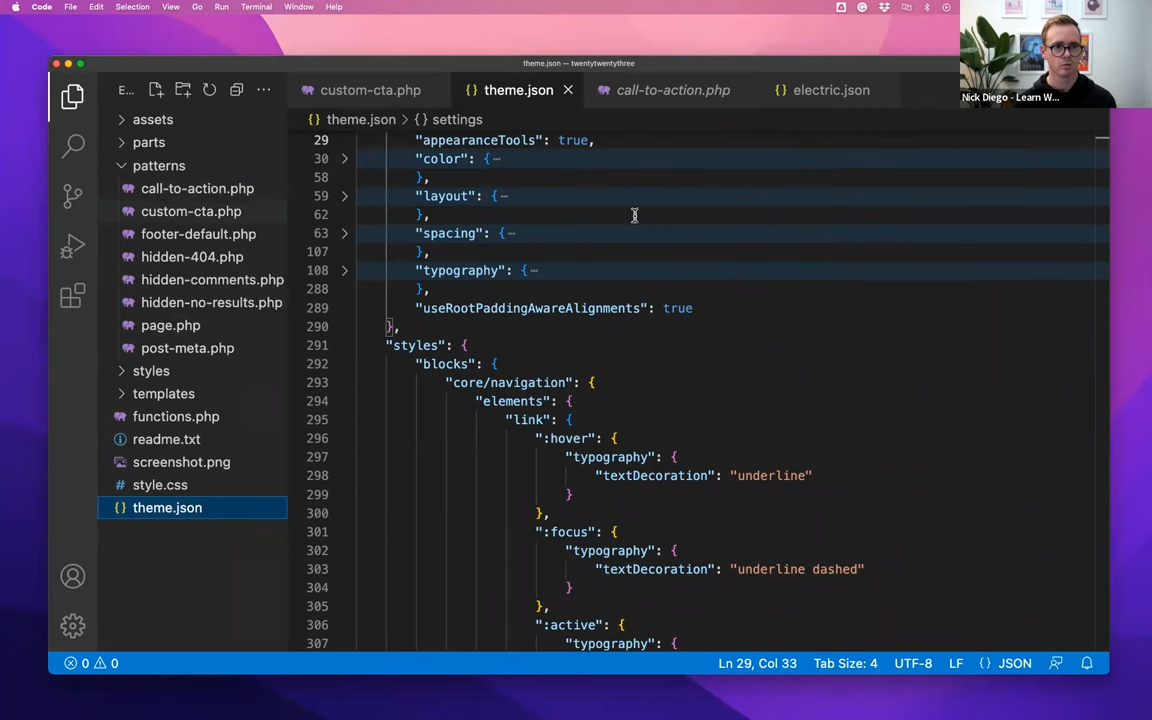 Code File Edit Selection View Go Run Terminal Window Help
Nick Diego - Learn W...
theme.json — twentytwentythree
E...
custom-cta.php
theme.json
call-to-action.php
electric.json
theme.json > {} settings
assets
parts
patterns
call-to-action.php
custom-cta.php
footer-default.php
hidden-404.php
hidden-comments.php
hidden-no-results.php
page.php
post-meta.php
styles
templates
functions.php
readme.txt
screenshot.png
style.css
theme.json
29 "appearanceTools": true,
30 "color": {
58 },
59 "layout": {
62 },
63 "spacing": {
107 },
108 "typography": {
288 },
289 "useRootPaddingAwareAlignments": true
290 },
291 "styles": {
292 "blocks": {
293 "core/navigation": {
294 "elements": {
295 "link": {
296 ":hover": {
297 "typography": {
298 "textDecoration": "underline"
299 }
300 },
301 ":focus": {
302 "typography": {
303 "textDecoration": "underline dashed"
304 }
305 },
306 ":active": {
307 "typography": {
0 0
Ln 29, Col 33 Tab Size: 4 UTF-8 LF {} JSON